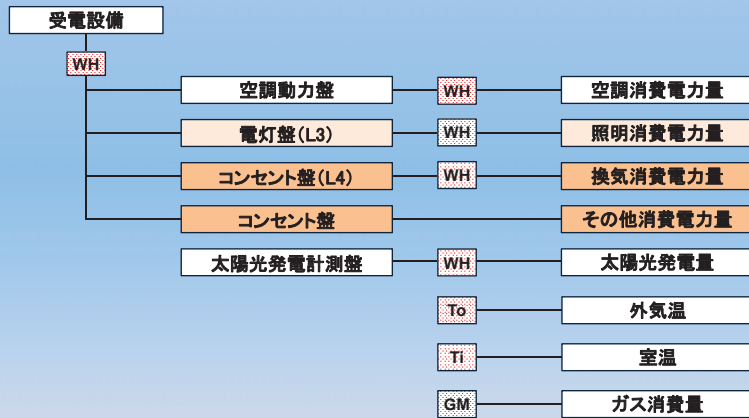 受電設備
WH
空調動力盤 WH 空調消費電力量
電灯盤(L3) WH 照明消費電力量
コンセント盤(L4) WH 換気消費電力量
コンセント盤 その他消費電力量
太陽光発電計測盤 WH 太陽光発電量
To 外気温
Ti 室温
GM ガス消費量